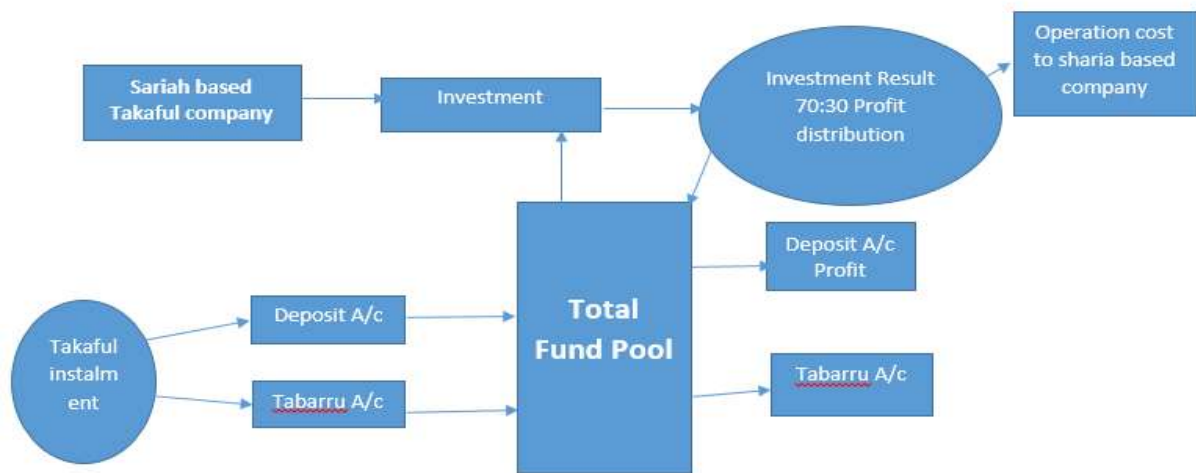 Sariah based
Takaful company
Investment
Investment Result
70:30 Profit
distribution
Operation cost
to sharia based
company
Deposit A/c
Profit
Total
Fund Pool
Takaful
instalm
ent
Deposit A/c
Tabarru A/c
Tabarru A/c